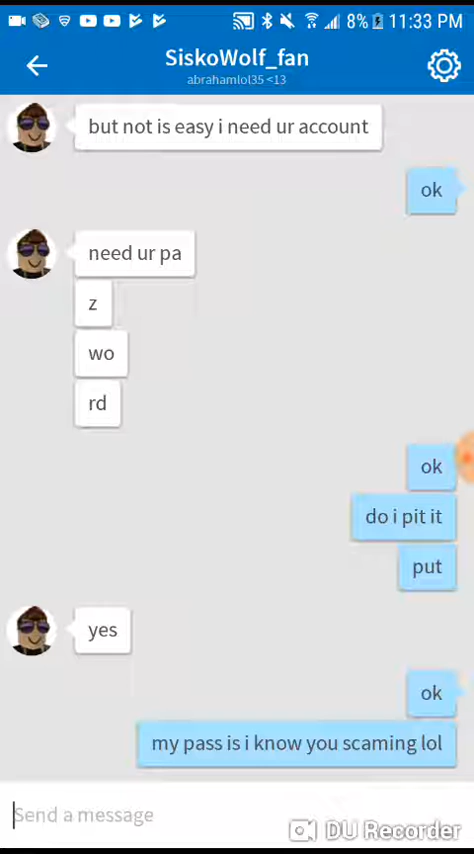 8% 11:33 PM
SiskoWolf_fan
abrahamlol35 <13
but not is easy i need ur account
ok
need ur pa
z
wo
rd
ok
do i pit it
put
yes
ok
my pass is i know you scaming lol
Send a message
DU Recorder